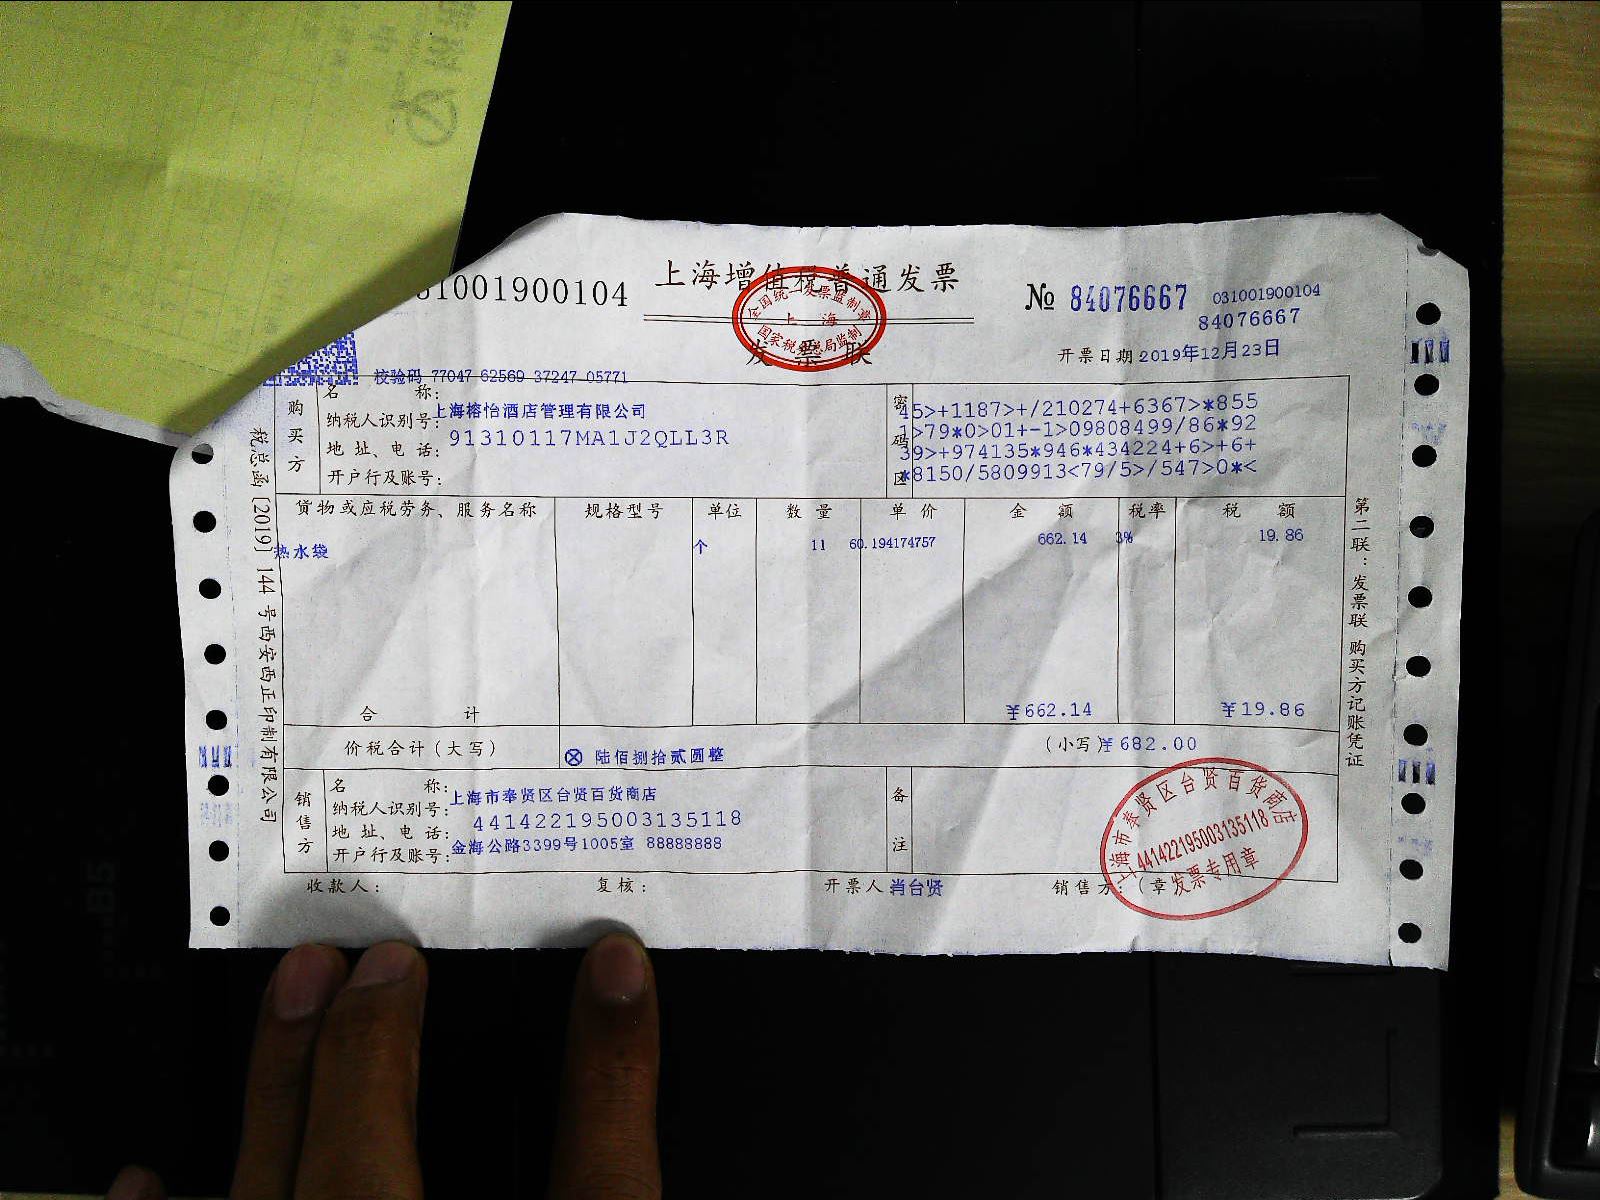 31001900104
上海增值税普通发票
全国统一发票监制章
上海
国家税务总局监制
发票联
№ 84076667
031001900104
84076667
开票日期 2019年12月23日
校验码 77047 62569 37247 05771
购买方
名称:
上海榕怡酒店管理有限公司
纳税人识别号:
91310117MA1J2QLL3R
地址、电话:
开户行及账号:
密码区
45>+1187>+/210274+6367>*855
1>79*0>01+-1>09808499/86*92
39>+974135*946*434224+6>+6+
*8150/5809913<79/5>/547>0*<
货物或应税劳务、服务名称 规格型号 单位 数量 单价 金额 税率 税额
热水袋 个 11 60.194174757 662.14 3% 19.86
合计 ¥662.14 ¥19.86
价税合计(大写) ⊗ 陆佰捌拾贰圆整 (小写)¥682.00
销售方
名称:
上海市奉贤区台贤百货商店
纳税人识别号:
441422195003135118
地址、电话:
金海公路3399号1005室 88888888
开户行及账号:
备注
收款人: 复核: 开票人 肖台贤 销售方:(章
上海市奉贤区台贤百货商店
441422195003135118
发票专用章
税总函[2019]144号西安西正印制有限公司
第二联:发票联 购买方记账凭证